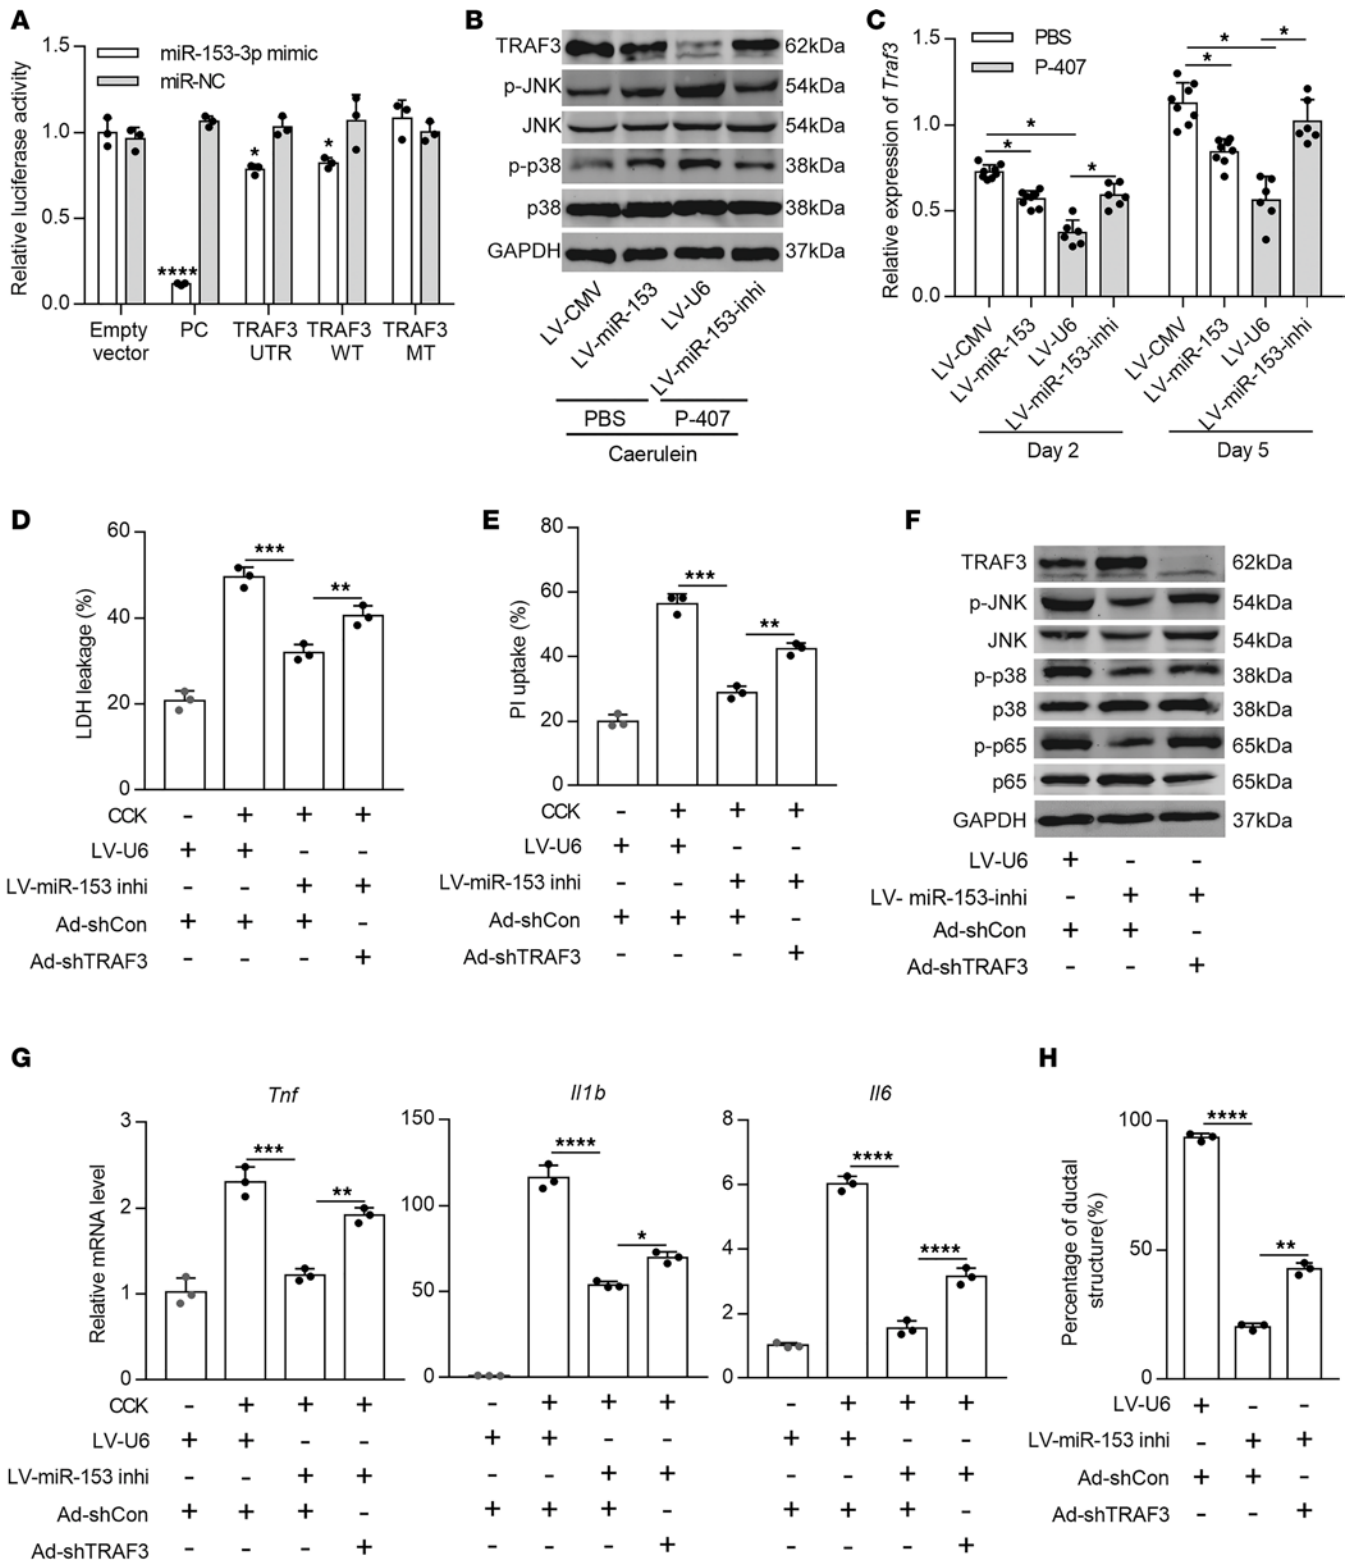 A
Relative luciferase activity
1.5
1.0
0.5
0.0
miR-153-3p mimic
miR-NC
****
*
*
Empty vector
PC
TRAF3 UTR
TRAF3 WT
TRAF3 MT
B
TRAF3 62kDa
p-JNK 54kDa
JNK 54kDa
p-p38 38kDa
p38 38kDa
GAPDH 37kDa
LV-CMV
LV-miR-153
LV-U6
LV-miR-153-inhi
PBS P-407
Caerulein
C
Relative expression of Traf3
1.5
1.0
0.5
0.0
PBS
P-407
* * *
* * *
LV-CMV
LV-miR-153
LV-U6
LV-miR-153-inhi
LV-CMV
LV-miR-153
LV-U6
LV-miR-153-inhi
Day 2 Day 5
D
LDH leakage (%)
60
40
20
0
*** **
CCK - + + +
LV-U6 + + - -
LV-miR-153 inhi - - + +
Ad-shCon + + + -
Ad-shTRAF3 - - - +
E
PI uptake (%)
80
60
40
20
0
*** **
CCK - + + +
LV-U6 + + - -
LV-miR-153 inhi - - + +
Ad-shCon + + + -
Ad-shTRAF3 - - - +
F
TRAF3 62kDa
p-JNK 54kDa
JNK 54kDa
p-p38 38kDa
p38 38kDa
p-p65 65kDa
p65 65kDa
GAPDH 37kDa
LV-U6 + - -
LV- miR-153-inhi - + +
Ad-shCon + + -
Ad-shTRAF3 - - +
G
Relative mRNA level
Tnf
3
2
1
0
*** **
Il1b
150
100
50
0
**** *
Il6
8
6
4
2
0
**** ****
CCK - + + + - + + + - + + +
LV-U6 + + - - + + - - + + - -
LV-miR-153 inhi - - + + - - + + - - + +
Ad-shCon + + + - + + + - + + + -
Ad-shTRAF3 - - - + - - - + - - - +
H
Percentage of ductal
structure(%)
100
50
0
**** **
LV-U6 + - -
LV-miR-153 inhi - + +
Ad-shCon + + -
Ad-shTRAF3 - - +